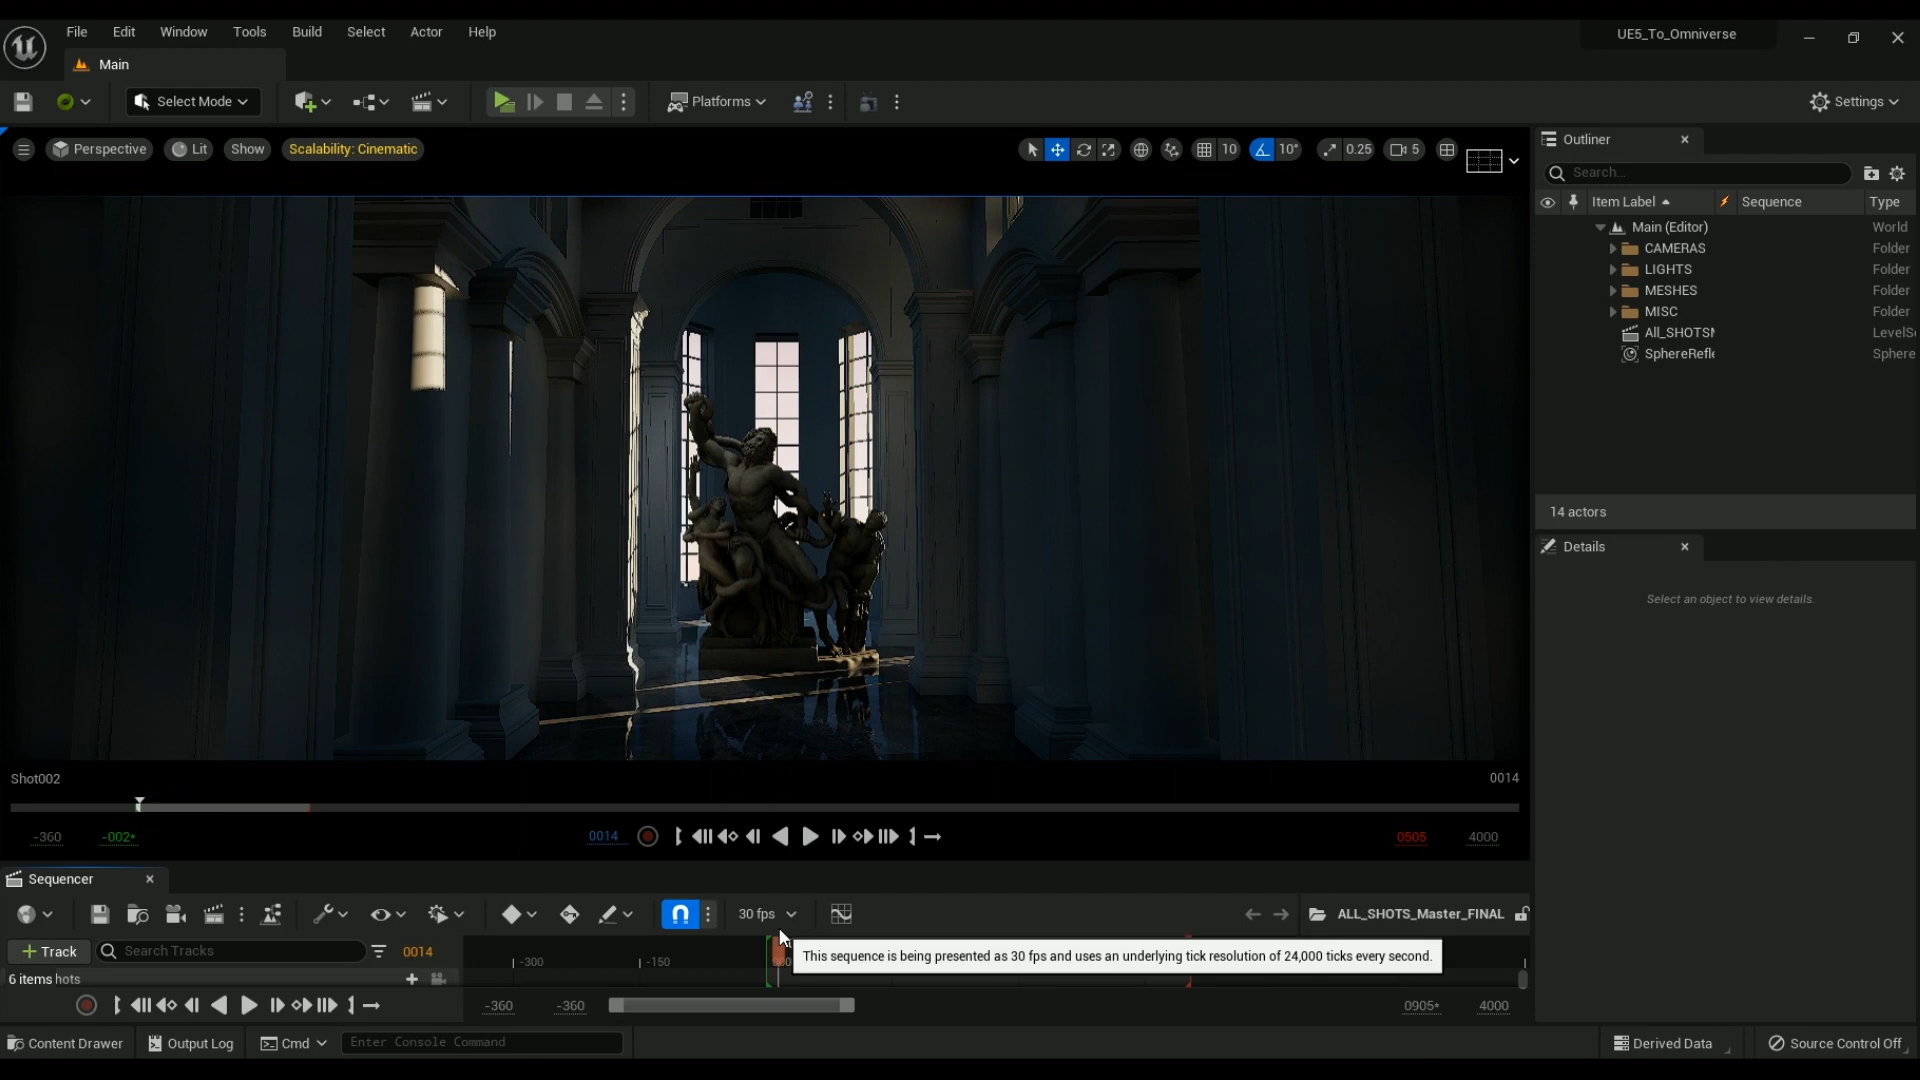 File Edit Window Tools Build Select Actor Help
UE5_To_Omniverse
Main
Select Mode
Platforms
Settings
Perspective Lit Show Scalability: Cinematic
10 10° 0.25 5
Outliner
Search...
Item Label Sequence Type
Main (Editor) World
CAMERAS Folder
LIGHTS Folder
MESHES Folder
MISC Folder
All_SHOTS LevelS
SphereRefle Sphere
14 actors
Details
Select an object to view details.
Shot002 0014
-360 -002* 0014 0505 4000
Sequencer
30 fps
ALL_SHOTS_Master_FINAL
Track Search Tracks 0014
-300 -150
This sequence is being presented as 30 fps and uses an underlying tick resolution of 24,000 ticks every second.
6 items hots
-360 -360 0905* 4000
Content Drawer Output Log Cmd Enter Console Command
Derived Data Source Control Off